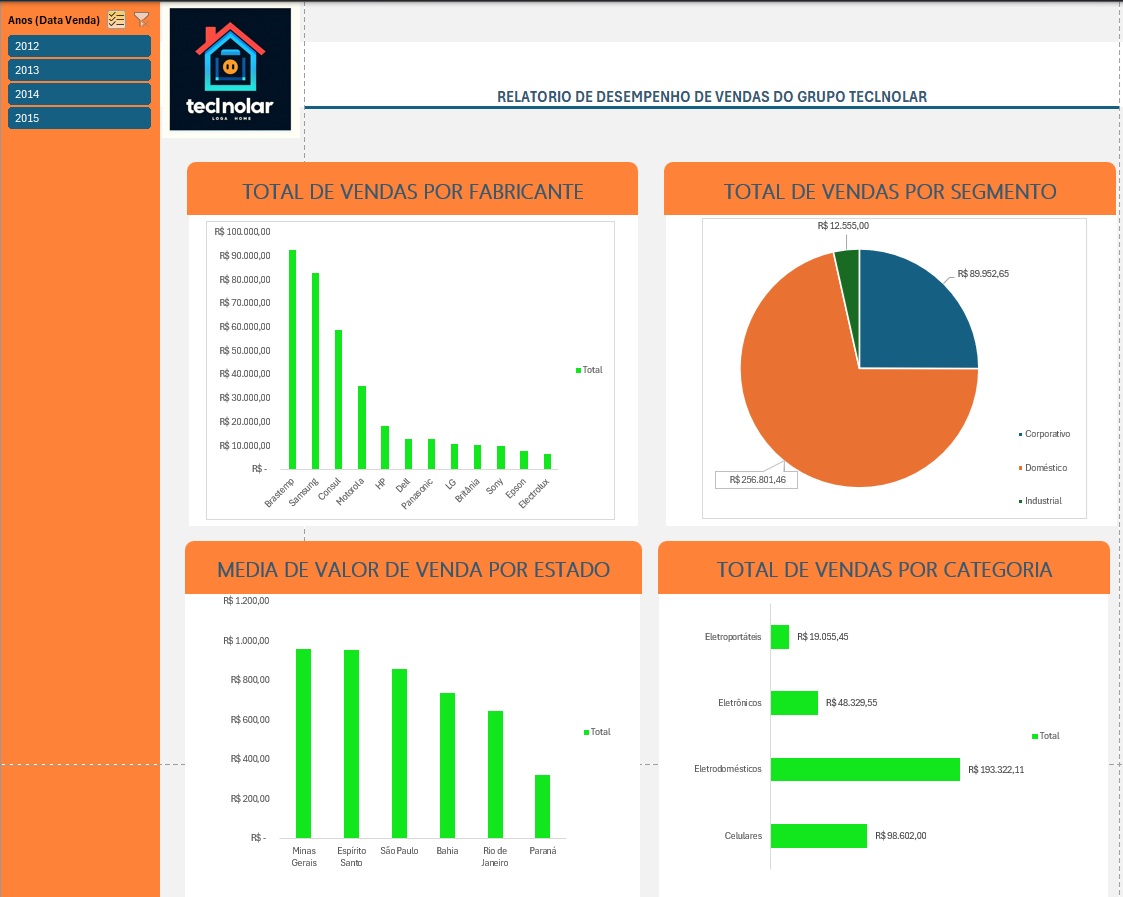 Anos (Data Venda)
2012
2013
2014
2015
teclnolar
LOGA HOME
RELATORIO DE DESEMPENHO DE VENDAS DO GRUPO TECLNOLAR
TOTAL DE VENDAS POR FABRICANTE
R$ 100.000,00
R$ 90.000,00
R$ 80.000,00
R$ 70.000,00
R$ 60.000,00
R$ 50.000,00
R$ 40.000,00
R$ 30.000,00
R$ 20.000,00
R$ 10.000,00
R$ -
Brastemp
Samsung
Consul
Motorola
HP
Dell
Panasonic
LG
Britânia
Sony
Epson
Electrolux
Total
TOTAL DE VENDAS POR SEGMENTO
R$ 12.555,00
R$ 89.952,65
R$ 256.801,46
Corporativo
Doméstico
Industrial
MEDIA DE VALOR DE VENDA POR ESTADO
R$ 1.200,00
R$ 1.000,00
R$ 800,00
R$ 600,00
R$ 400,00
R$ 200,00
R$ -
Minas
Gerais
Espírito
Santo
São Paulo
Bahia
Rio de
Janeiro
Paraná
Total
TOTAL DE VENDAS POR CATEGORIA
Eletroportáteis
R$ 19.055,45
Eletrônicos
R$ 48.329,55
Eletrodomésticos
R$ 193.322,11
Celulares
R$ 98.602,00
Total